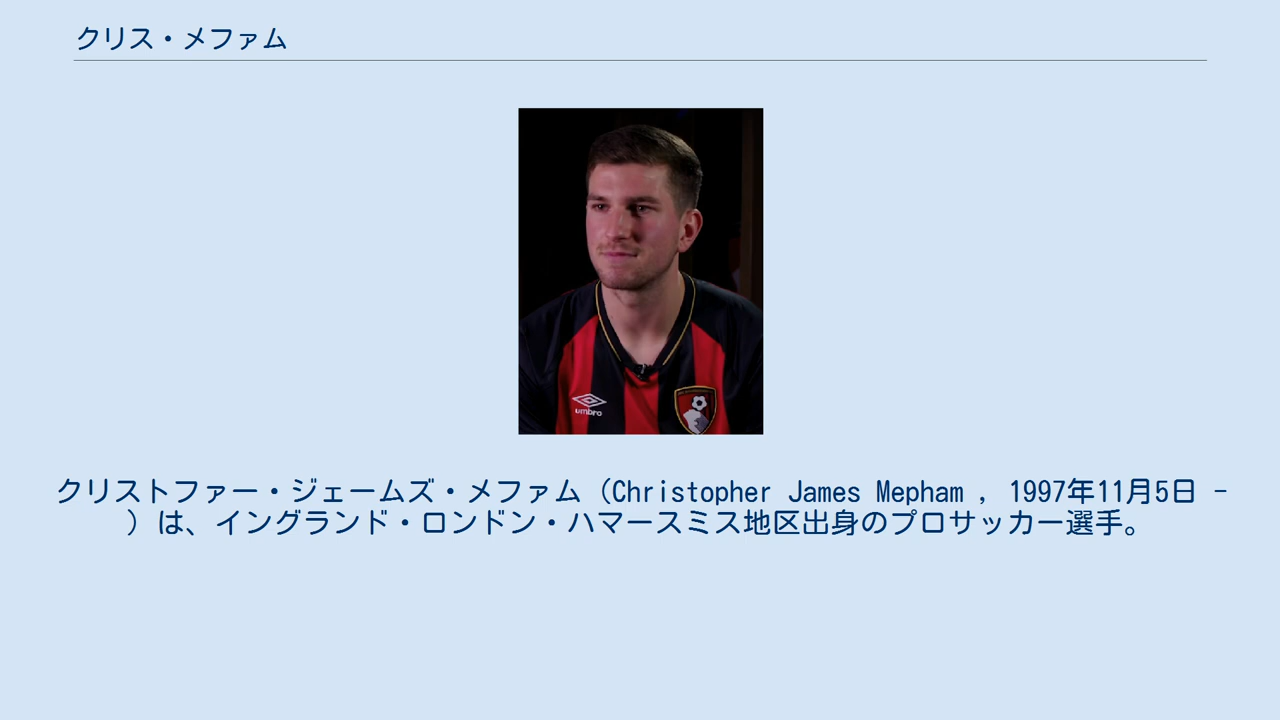 クリス・メファム
umbro
クリストファー・ジェームズ・メファム（Christopher James Mepham , 1997年11月5日 -
）は、イングランド・ロンドン・ハマースミス地区出身のプロサッカー選手。